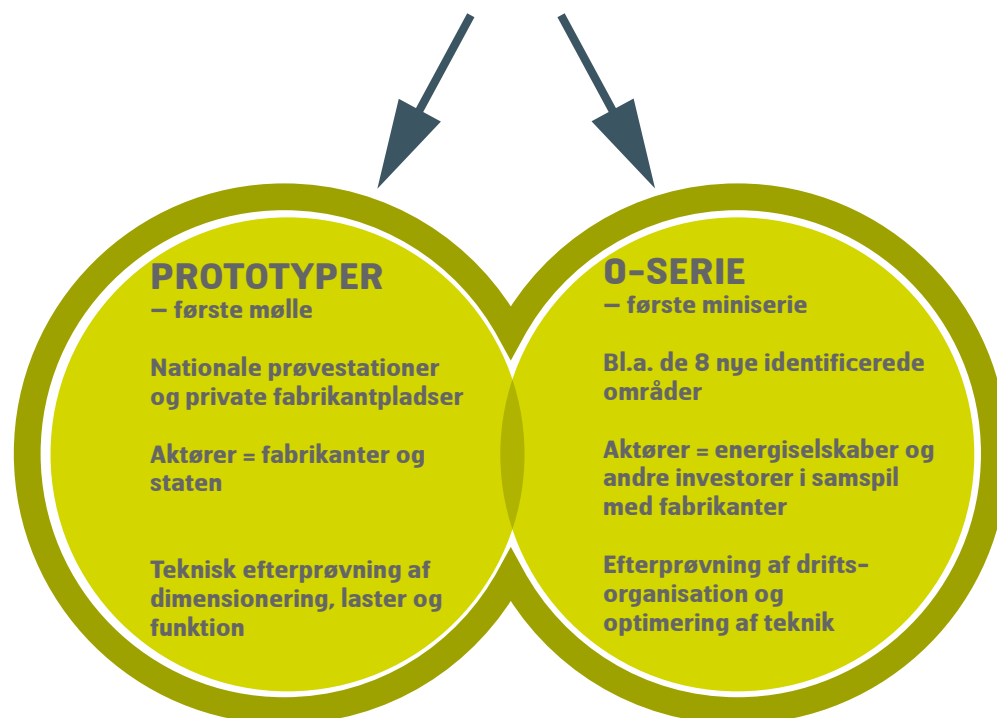 PROTOTYPER
– første mølle
Nationale prøvestationer
og private fabrikantpladser
Aktører = fabrikanter og
staten
Teknisk efterprøvning af
dimensionering, laster og
funktion
0-SERIE
– første miniserie
Bl.a. de 8 nye identificerede
områder
Aktører = energiselskaber og
andre investorer i samspil
med fabrikanter
Efterprøvning af drifts-
organisation og
optimering af teknik